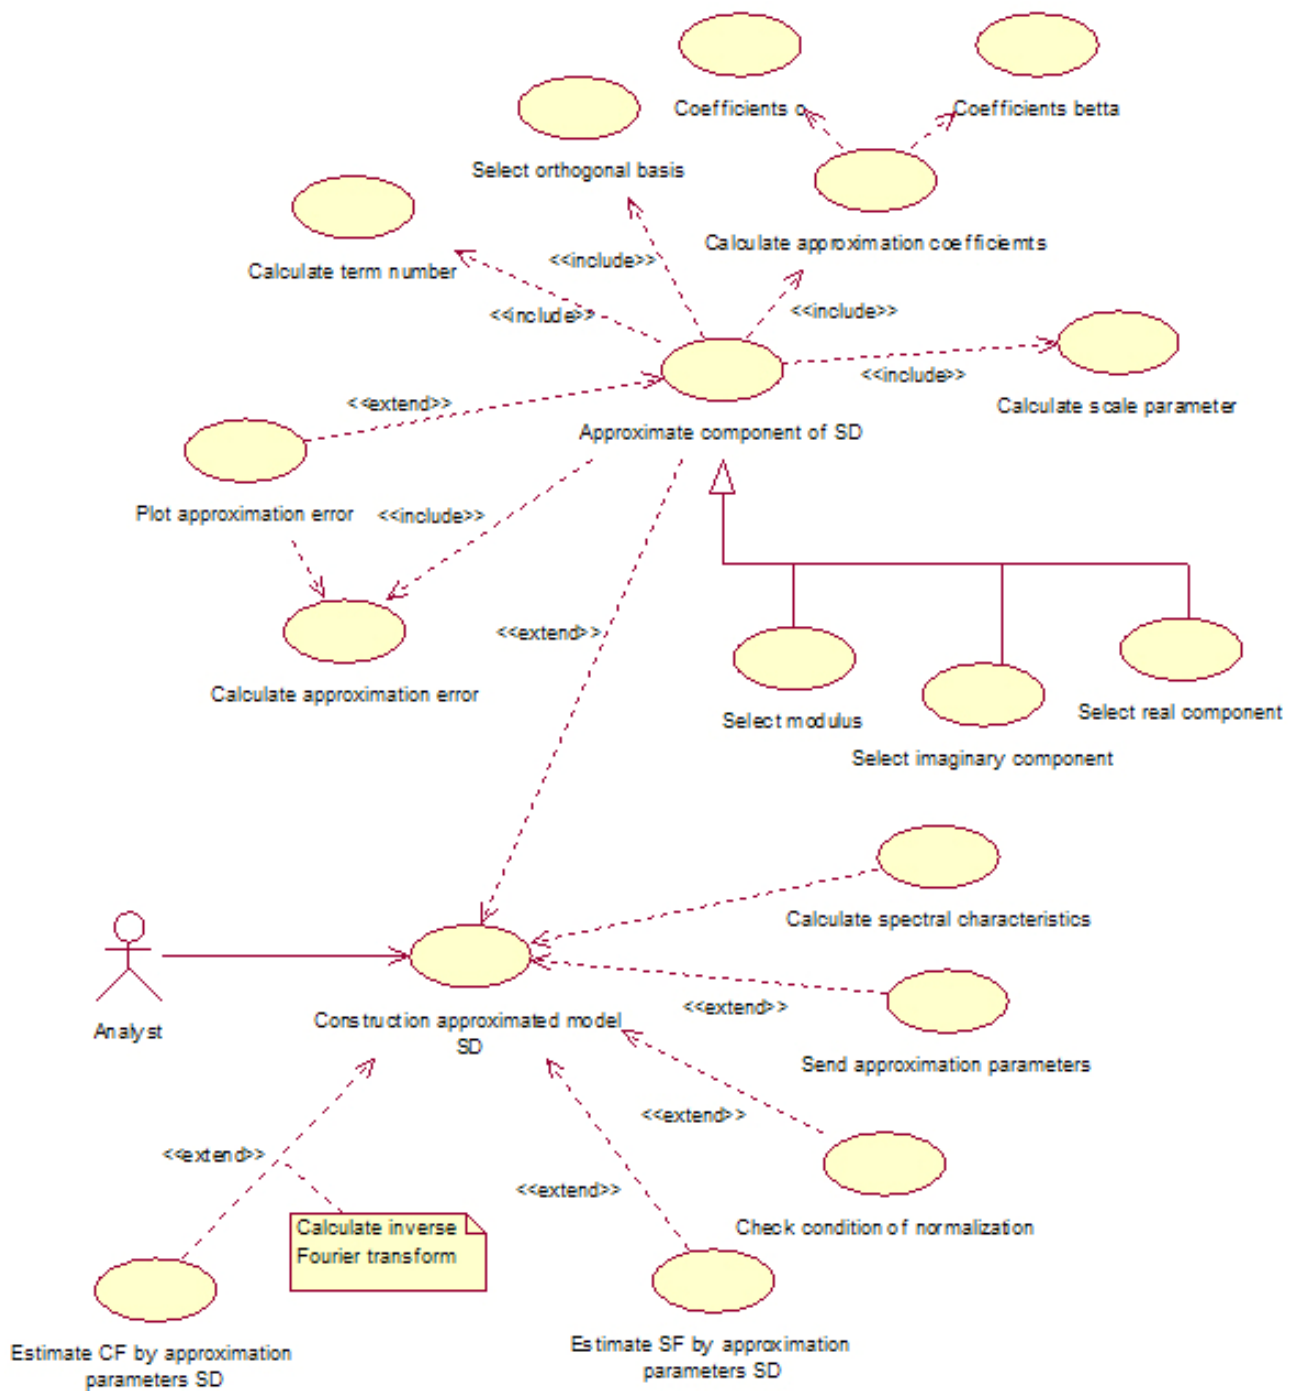 Coefficients o
Coefficients betta
Select orthogonal basis
Calculate approximation coefficiemts
<<include>>
Calculate term number
<<include>>
<<include>>
<<include>>
<<extend>>
Calculate scale parameter
Approximate component of SD
Plot approximation error
<<include>>
<<extend>>
Calculate approximation error
Select modulus
Select real component
Select imaginary component
Calculate spectral characteristics
<<extend>>
Construction approximated model
SD
Analyst
Send approximation parameters
<<extend>>
<<extend>>
<<extend>>
Calculate inverse
Fourier transform
Check condition of normalization
Estimate CF by approximation
parameters SD
Estimate SF by approximation
parameters SD